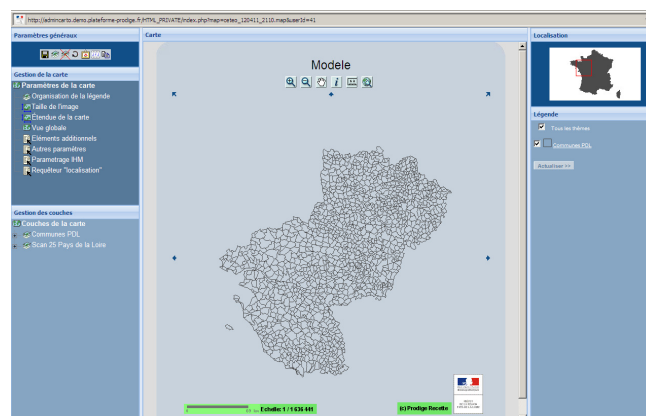 http://admincarto.demo.plateforme-prodige.fr/HTML_PRIVATE/index.php?map=ceteo_120411_2110.map&userId=41
Paramètres généraux
Carte
Localisation
Modele
Gestion de la carte
Paramètres de la carte
Organisation de la légende
Taille de l'image
Étendue de la carte
Vue globale
Eléments additionnels
Autres paramètres
Parametrage IHM
Requêteur "localisation"
Légende
Tous les thèmes
Communes PDL
Actualiser >>
Gestion des couches
Couches de la carte
Communes PDL
Scan 25 Pays de la Loire
Echelle: 1 / 1 636 441
(c) Prodige Recette